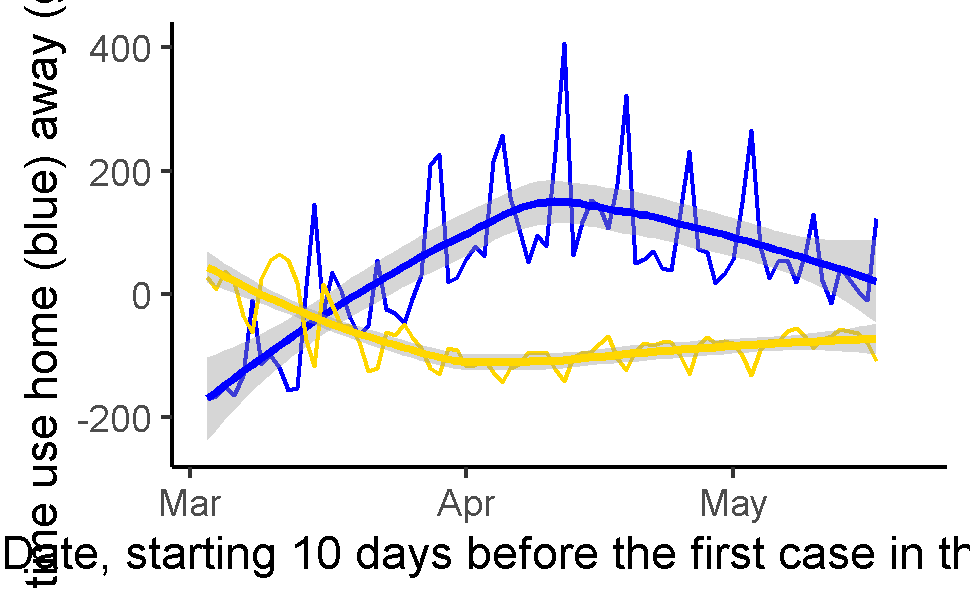 time use home (blue) away (
400
200
0
-200
Mar
Apr
May
Date, starting 10 days before the first case in th